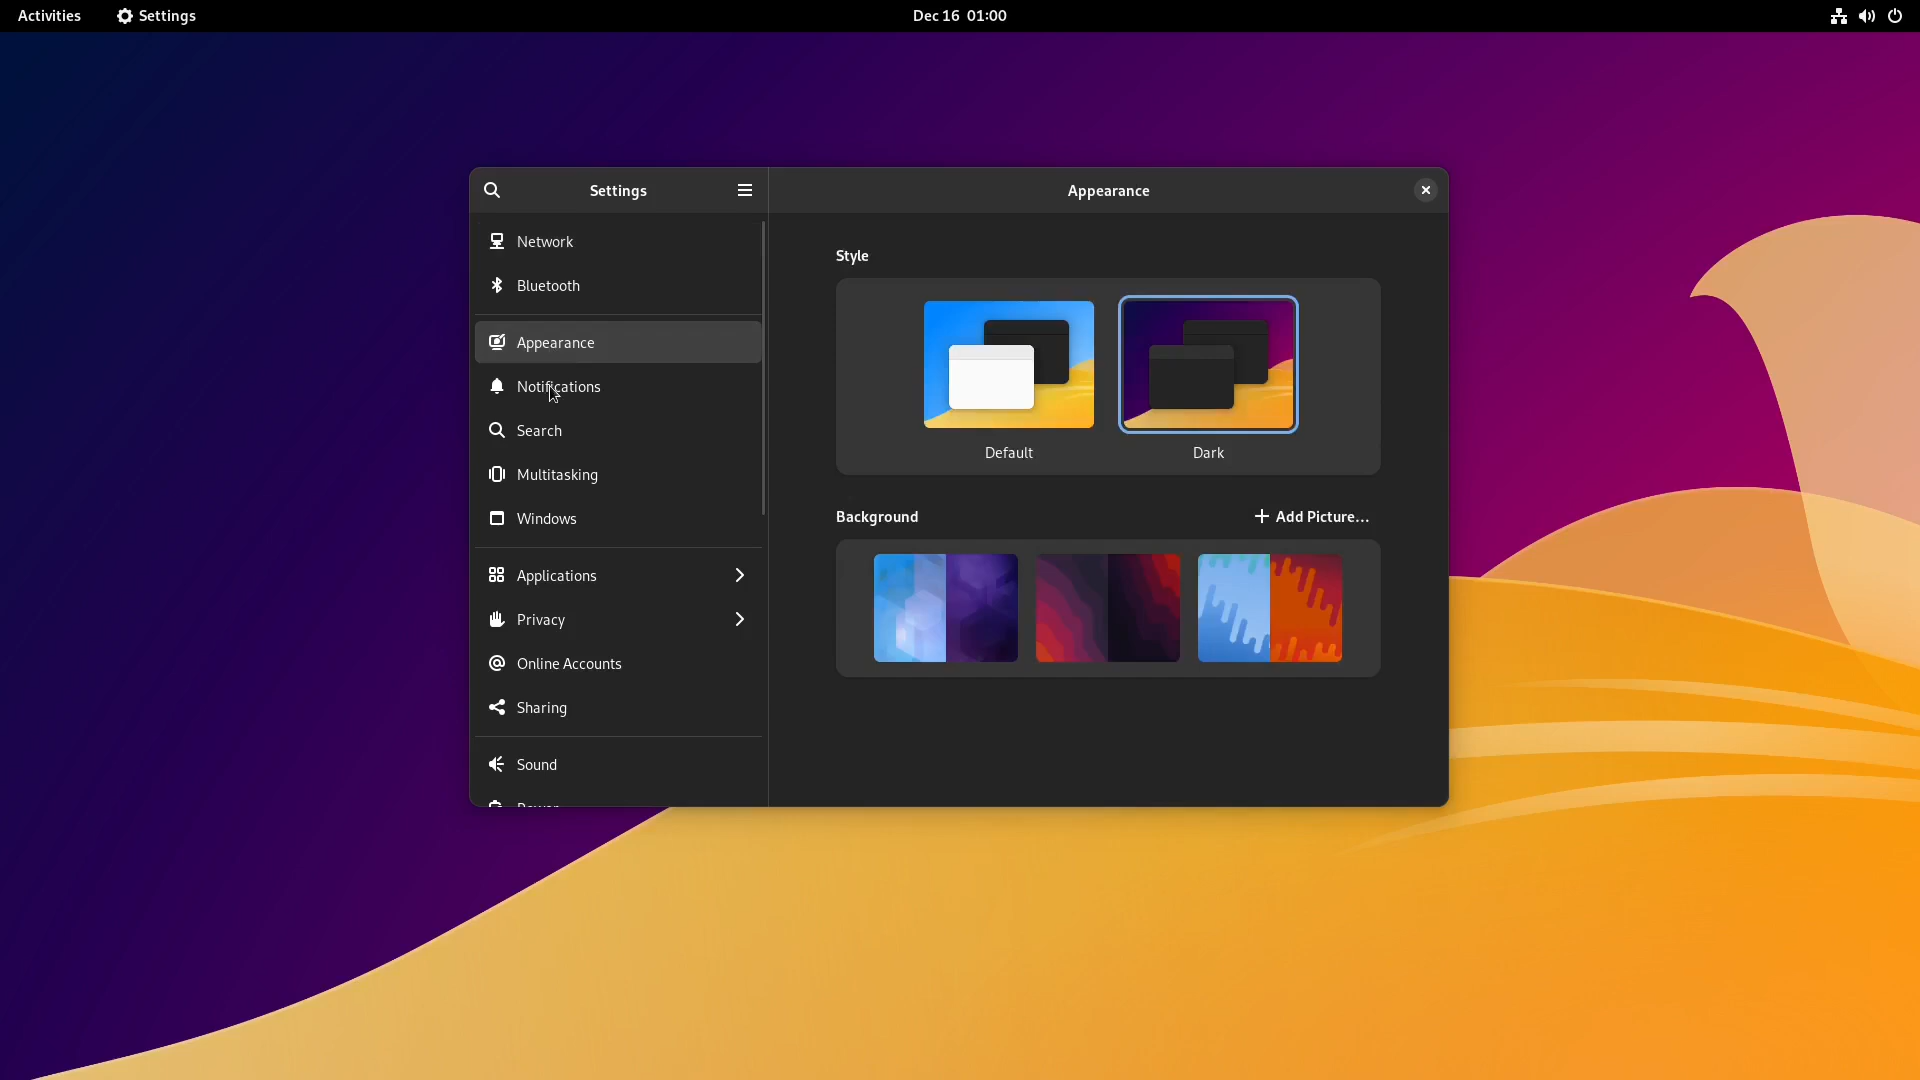 Activities
Settings
Dec 16 01:00
Settings
Appearance
Network
Bluetooth
Appearance
Notifications
Search
Multitasking
Windows
Applications
Privacy
Online Accounts
Sharing
Sound
Power
Style
Default
Dark
Background
Add Picture…